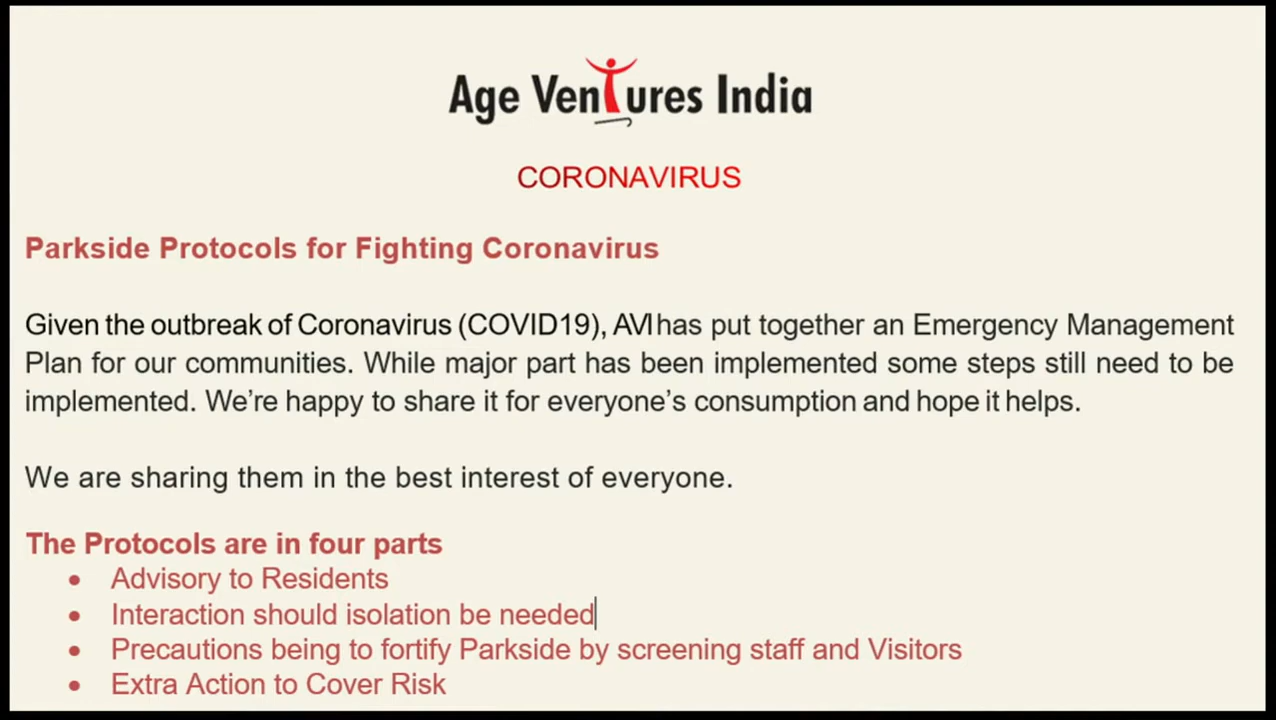 Age Ventures India
CORONAVIRUS
Parkside Protocols for Fighting Coronavirus
Given the outbreak of Coronavirus (COVID19), AVI has put together an Emergency Management
Plan for our communities. While major part has been implemented some steps still need to be
implemented. We’re happy to share it for everyone’s consumption and hope it helps.
We are sharing them in the best interest of everyone.
The Protocols are in four parts
• Advisory to Residents
• Interaction should isolation be needed
• Precautions being to fortify Parkside by screening staff and Visitors
• Extra Action to Cover Risk